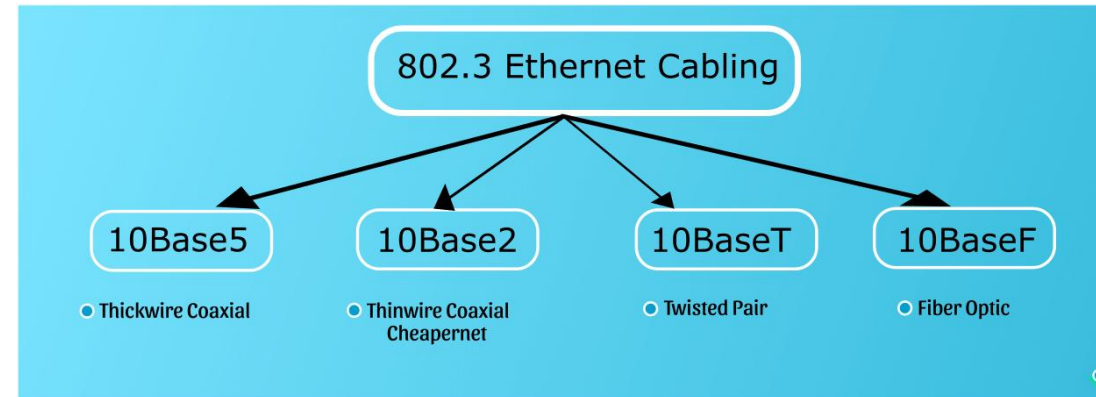 802.3 Ethernet Cabling
10Base5
10Base2
10BaseT
10BaseF
Thickwire Coaxial
Thinwire Coaxial
Cheapernet
Twisted Pair
Fiber Optic